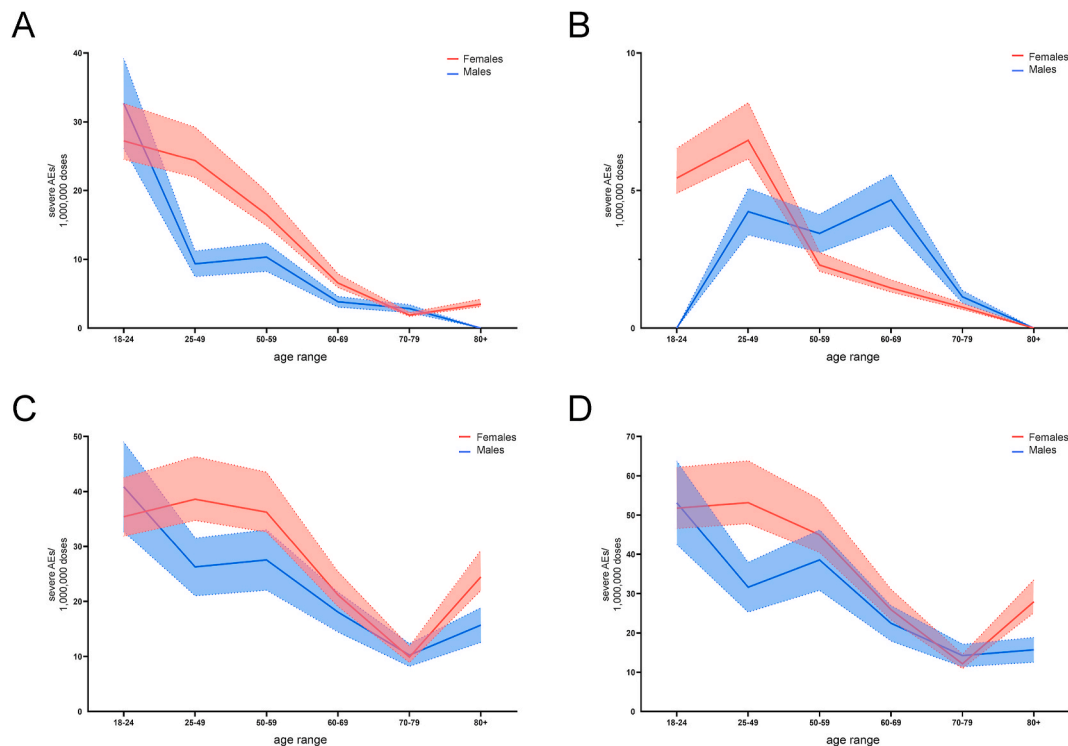 A
40
30
20
10
0
severe AEs/
1,000,000 doses
Females
Males
18-24
25-49
50-59
60-69
70-79
80+
age range
B
10
5
0
severe AEs/
1,000,000 doses
Females
Males
18-24
25-49
50-59
60-69
70-79
80+
age range
C
50
40
30
20
10
0
severe AEs/
1,000,000 doses
Females
Males
18-24
25-49
50-59
60-69
70-79
80+
age range
D
70
60
50
40
30
20
10
0
severe AEs/
1,000,000 doses
Females
Males
18-24
25-49
50-59
60-69
70-79
80+
age range